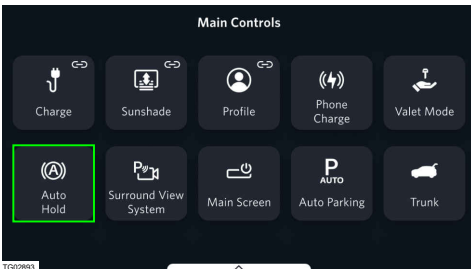 Main Controls
Charge
Sunshade
Profile
Phone
Charge
Valet Mode
(A)
Auto
Hold
P
Surround View
System
Main Screen
P
AUTO
Auto Parking
Trunk
TG02893